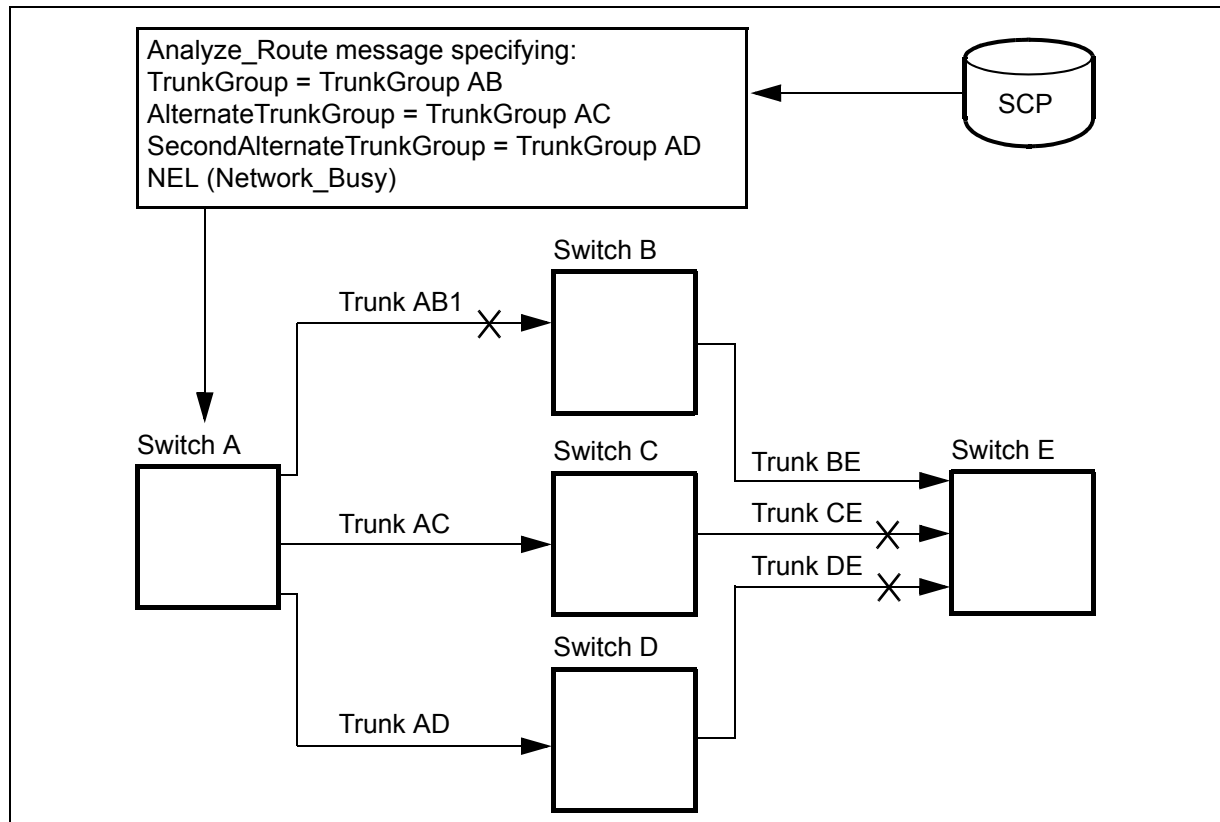 Analyze_Route message specifying:
TrunkGroup = TrunkGroup AB
AlternateTrunkGroup = TrunkGroup AC
SecondAlternateTrunkGroup = TrunkGroup AD
NEL (Network_Busy)
SCP
Switch B
Trunk AB1
Switch A
Switch C
Switch E
Trunk BE
Trunk AC
Trunk CE
Trunk DE
Switch D
Trunk AD